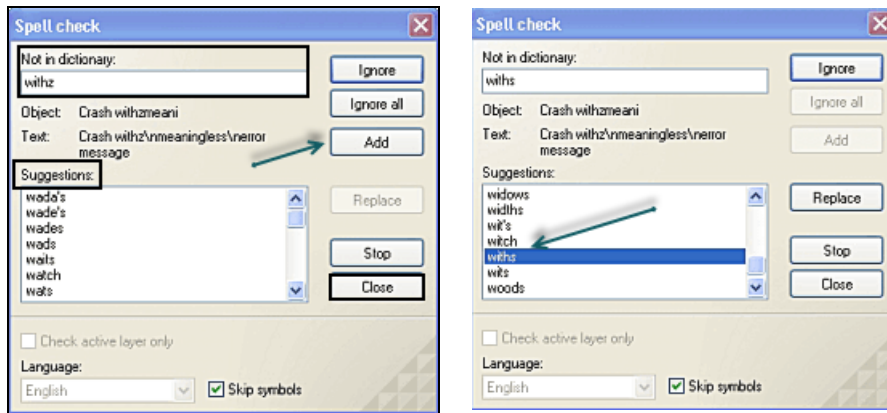 Spell check
Not in dictionary:
withz
Ignore
Ignore all
Object: Crash withzmeani
Text: Crash withz\nmeaningless\nerror
message
Add
Suggestions:
wada's
wade's
wades
wads
waits
watch
wats
Replace
Stop
Close
Check active layer only
Language:
English
Skip symbols
Spell check
Not in dictionary:
withs
Ignore
Ignore all
Object: Crash withzmeani
Text: Crash withz\nmeaningless\nerror
message
Add
Suggestions:
widows
widths
wit's
witch
withs
wits
woods
Replace
Stop
Close
Check active layer only
Language:
English
Skip symbols